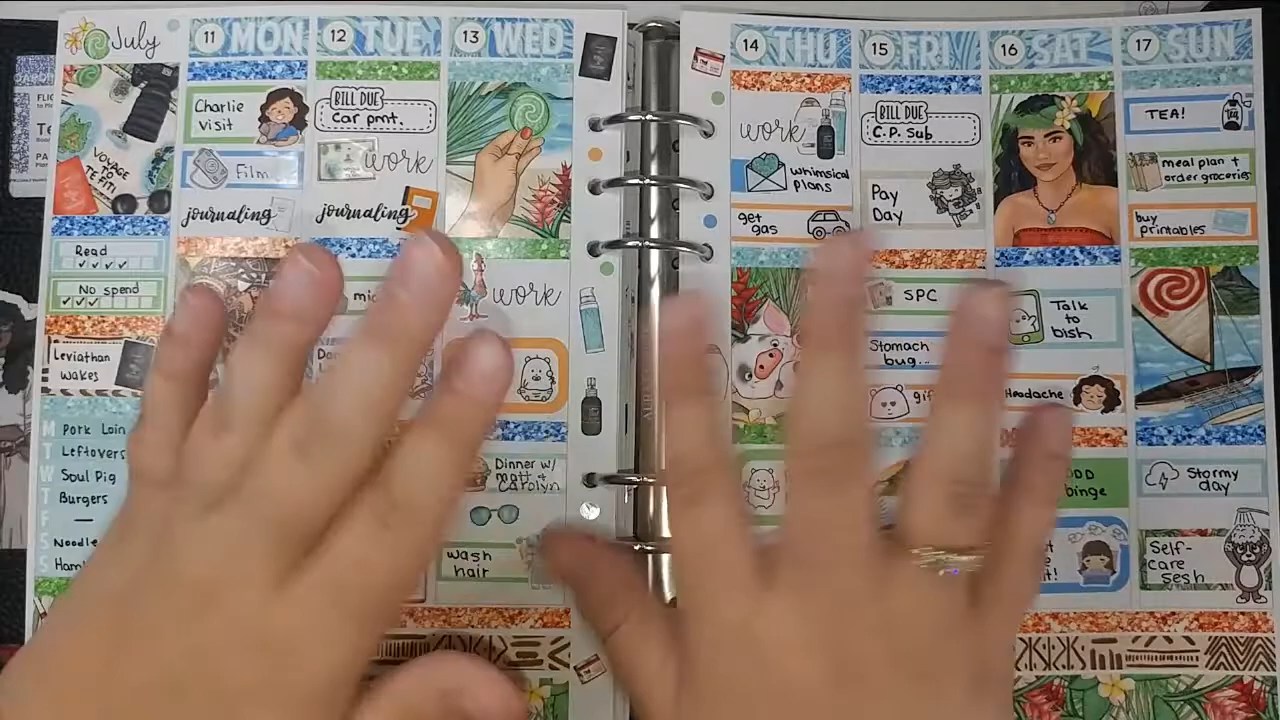 July
VOYAGE
TO
TE FITI
Read
No spend
Leviathan
wakes
M Pork Loin
T Leftovers
W Soul Pig
T Burgers
F —
S Noodle
S
11 MON
Charlie
visit
Film
journaling
12 TUE
BILL DUE
Car pmt.
work
journaling
13 WED
work
Dinner w/
matt +
Carolyn
wash
hair
14 THU
work
whimsical
plans
get
gas
15 FRI
BILL DUE
C.P. Sub
Pay
Day
SPC
Stomach
bug...
16 SAT
Talk
to
bish
Headache
binge
17 SUN
TEA!
meal plan +
order groceries
buy
printables
Stormy
day
Self-
care
sesh